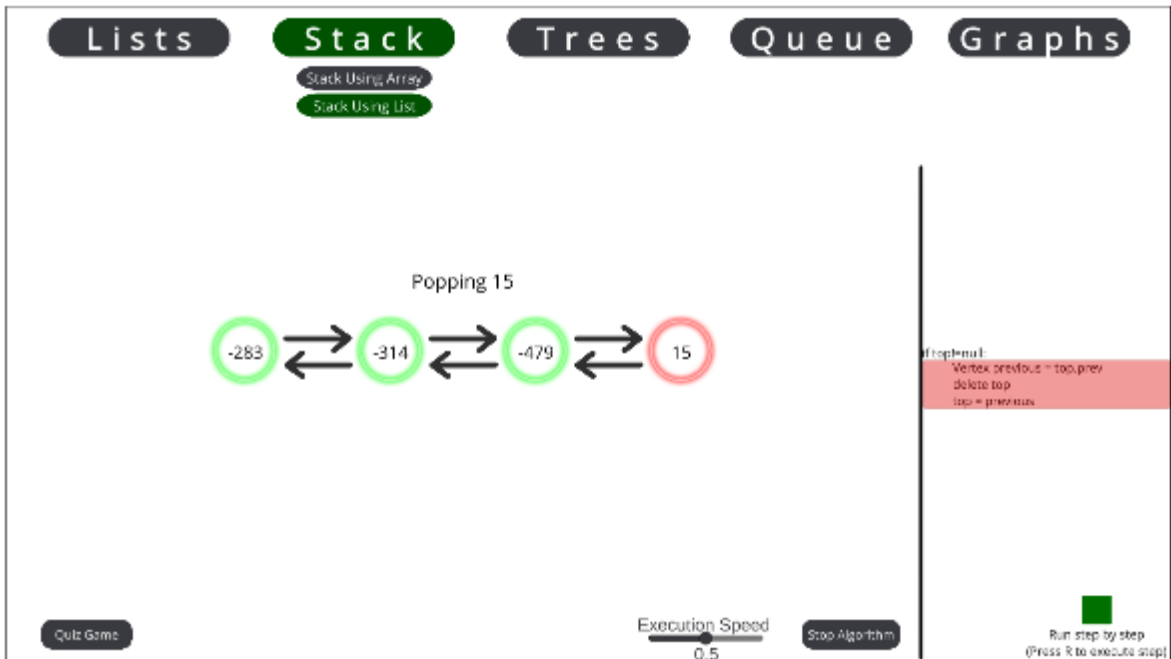 Lists Stack Trees Queue Graphs
Stack Using Array
Stack Using List
Popping 15
-283 -314 -479 15
if top!=null:
Vertex previous = top.prev
delete top
top = previous
Quiz Game
Execution Speed
0.5
Stop Algorithm
Run step by step
(Press R to execute step)